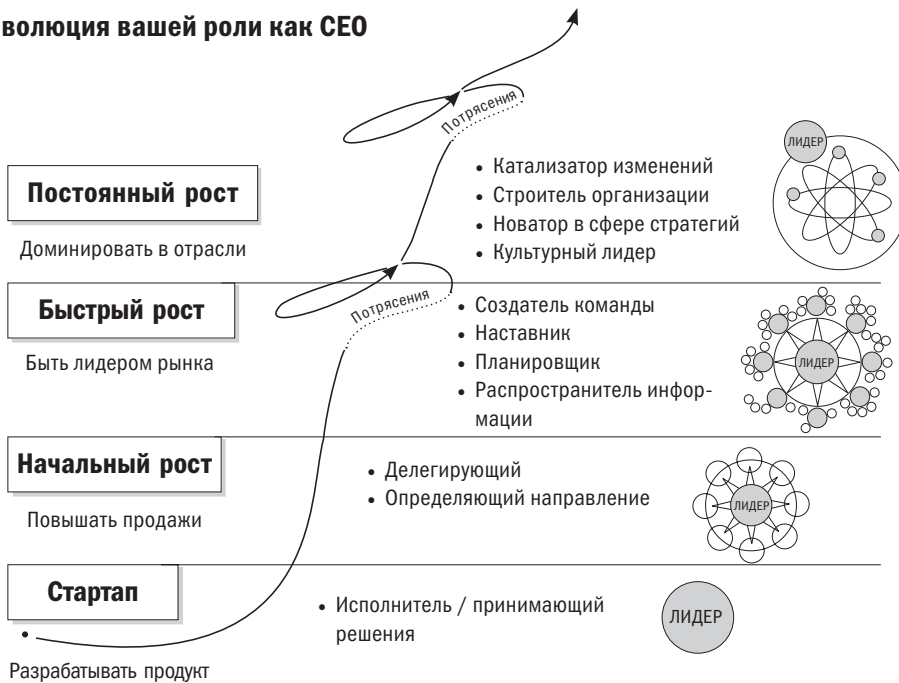 волюция вашей роли как CEO
Потрясения
ЛИДЕР
Постоянный рост
Доминировать в отрасли
• Катализатор изменений
• Строитель организации
• Новатор в сфере стратегий
• Культурный лидер
Потрясения
Быстрый рост
Быть лидером рынка
• Создатель команды
• Наставник
• Планировщик
• Распространитель инфор-
мации
ЛИДЕР
Начальный рост
Повышать продажи
• Делегирующий
• Определяющий направление
ЛИДЕР
Стартап
Разрабатывать продукт
• Исполнитель / принимающий
решения
ЛИДЕР